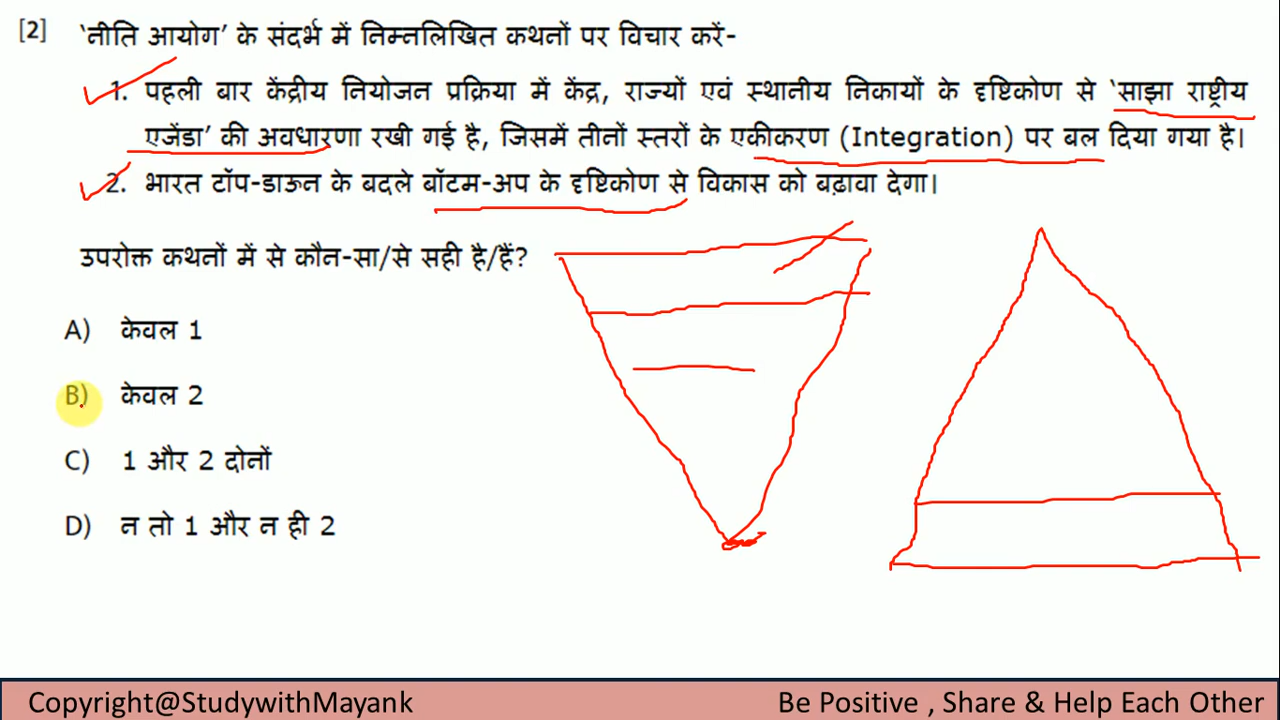 [2] 'नीति आयोग' के संदर्भ में निम्नलिखित कथनों पर विचार करें-
1. पहली बार केंद्रीय नियोजन प्रक्रिया में केंद्र, राज्यों एवं स्थानीय निकायों के दृष्टिकोण से 'साझा राष्ट्रीय
एजेंडा' की अवधारणा रखी गई है, जिसमें तीनों स्तरों के एकीकरण (Integration) पर बल दिया गया है।
2. भारत टॉप-डाऊन के बदले बॉटम-अप के दृष्टिकोण से विकास को बढ़ावा देगा।
उपरोक्त कथनों में से कौन-सा/से सही है/हैं?
A) केवल 1
B) केवल 2
C) 1 और 2 दोनों
D) न तो 1 और न ही 2
Copyright@StudywithMayank
Be Positive , Share & Help Each Other